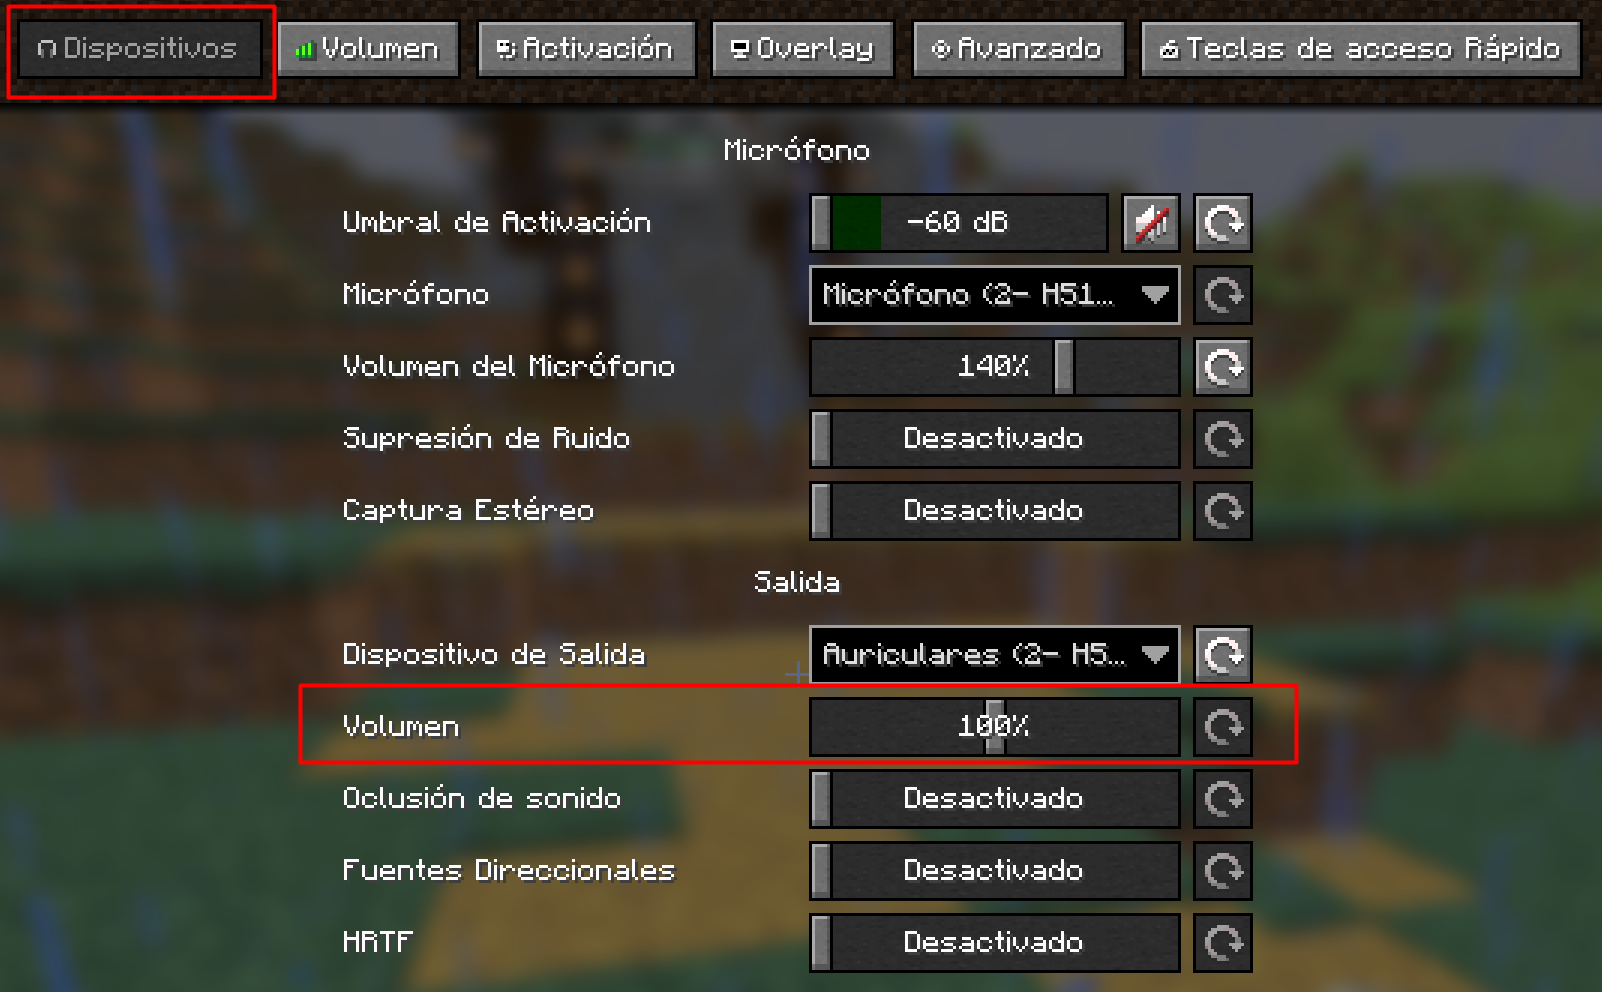 Dispositivos Volumen Activación Overlay Avanzado Teclas de acceso Rápido
Micrófono
Umbral de Activación -60 dB
Micrófono Micrófono (2- H51...
Volumen del Micrófono 140%
Supresión de Ruido Desactivado
Captura Estéreo Desactivado
Salida
Dispositivo de Salida Auriculares (2- H5...
Volumen 100%
Oclusión de sonido Desactivado
Fuentes Direccionales Desactivado
HRTF Desactivado